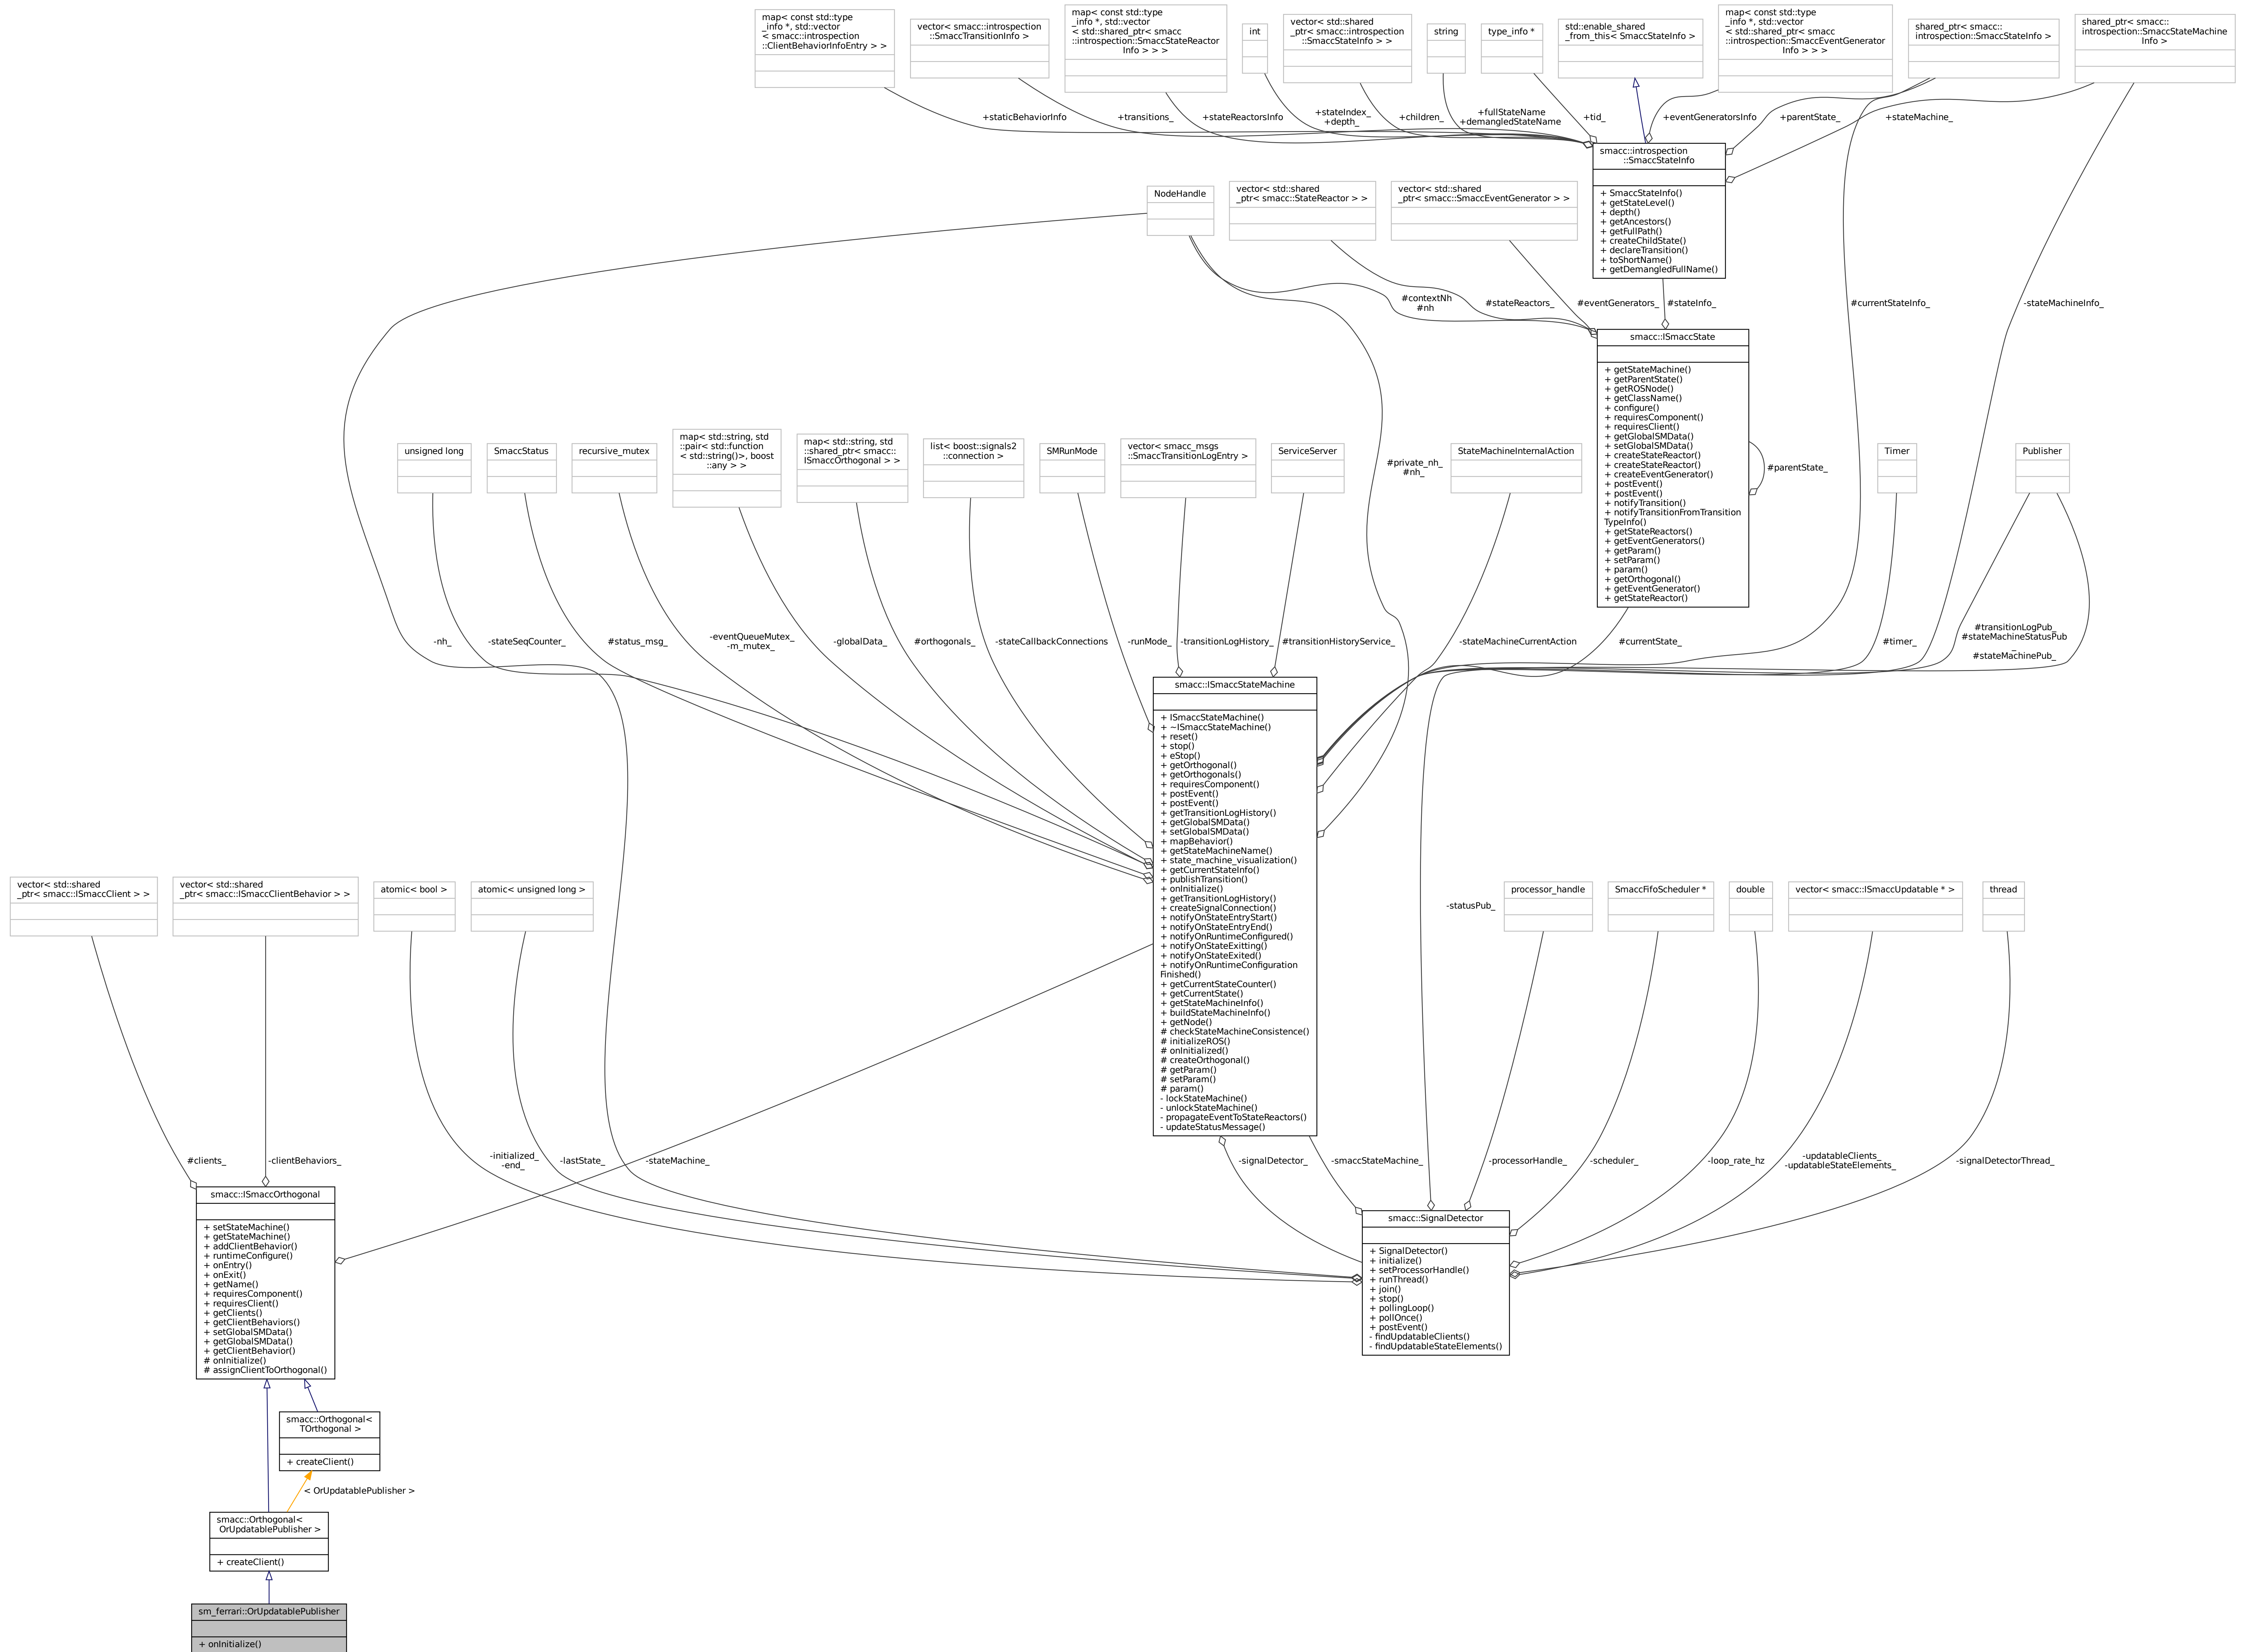 map< const std::type
_info *, std::vector
< smacc::introspection
::ClientBehaviorInfoEntry > >
vector< smacc::introspection
::SmaccTransitionInfo >
map< const std::type
_info *, std::vector
< std::shared_ptr< smacc
::introspection::SmaccStateReactor
Info > > >
int
vector< std::shared
_ptr< smacc::introspection
::SmaccStateInfo > >
string
type_info *
std::enable_shared
_from_this< SmaccStateInfo >
map< const std::type
_info *, std::vector
< std::shared_ptr< smacc
::introspection::SmaccEventGenerator
Info > > >
shared_ptr< smacc::
introspection::SmaccStateInfo >
shared_ptr< smacc::
introspection::SmaccStateMachine
Info >
+staticBehaviorInfo
+transitions_
+stateReactorsInfo
+stateIndex_
+depth_
+children_
+fullStateName
+demangledStateName
+tid_
+eventGeneratorsInfo
+parentState_
+stateMachine_
smacc::introspection
::SmaccStateInfo
+ SmaccStateInfo()
+ getStateLevel()
+ depth()
+ getAncestors()
+ getFullPath()
+ createChildState()
+ declareTransition()
+ toShortName()
+ getDemangledFullName()
NodeHandle
vector< std::shared
_ptr< smacc::StateReactor > >
vector< std::shared
_ptr< smacc::SmaccEventGenerator > >
#contextNh
#nh
#stateReactors_
#eventGenerators_
#stateInfo_
#currentStateInfo_
-stateMachineInfo_
smacc::ISmaccState
+ getStateMachine()
+ getParentState()
+ getROSNode()
+ getClassName()
+ configure()
+ requiresComponent()
+ requiresClient()
+ getGlobalSMData()
+ setGlobalSMData()
+ createStateReactor()
+ createStateReactor()
+ createEventGenerator()
+ postEvent()
+ postEvent()
+ notifyTransition()
+ notifyTransitionFromTransition
TypeInfo()
+ getStateReactors()
+ getEventGenerators()
+ getParam()
+ setParam()
+ param()
+ getOrthogonal()
+ getEventGenerator()
+ getStateReactor()
#parentState_
unsigned long
SmaccStatus
recursive_mutex
map< std::string, std
::pair< std::function
< std::string()>, boost
::any > >
map< std::string, std
::shared_ptr< smacc::
ISmaccOrthogonal > >
list< boost::signals2
::connection >
SMRunMode
vector< smacc_msgs
::SmaccTransitionLogEntry >
ServiceServer
#private_nh_
#nh_
StateMachineInternalAction
Timer
Publisher
-nh_
-stateSeqCounter_
#status_msg_
-eventQueueMutex_
-m_mutex_
-globalData_
#orthogonals_
-stateCallbackConnections
-runMode_
-transitionLogHistory_
#transitionHistoryService_
-stateMachineCurrentAction
#currentState_
#timer_
#transitionLogPub_
#stateMachineStatusPub
_
#stateMachinePub_
smacc::ISmaccStateMachine
+ ISmaccStateMachine()
+ ~ISmaccStateMachine()
+ reset()
+ stop()
+ eStop()
+ getOrthogonal()
+ getOrthogonals()
+ requiresComponent()
+ postEvent()
+ postEvent()
+ getTransitionLogHistory()
+ getGlobalSMData()
+ setGlobalSMData()
+ mapBehavior()
+ getStateMachineName()
+ state_machine_visualization()
+ getCurrentStateInfo()
+ publishTransition()
+ onInitialize()
+ getTransitionLogHistory()
+ createSignalConnection()
+ notifyOnStateEntryStart()
+ notifyOnStateEntryEnd()
+ notifyOnRuntimeConfigured()
+ notifyOnStateExitting()
+ notifyOnStateExited()
+ notifyOnRuntimeConfiguration
Finished()
+ getCurrentStateCounter()
+ getCurrentState()
+ getStateMachineInfo()
+ buildStateMachineInfo()
+ getNode()
# checkStateMachineConsistence()
# initializeROS()
# onInitialized()
# createOrthogonal()
# getParam()
# setParam()
# param()
- lockStateMachine()
- unlockStateMachine()
- propagateEventToStateReactors()
- updateStatusMessage()
vector< std::shared
_ptr< smacc::ISmaccClient > >
vector< std::shared
_ptr< smacc::ISmaccClientBehavior > >
atomic< bool >
atomic< unsigned long >
-statusPub_
processor_handle
SmaccFifoScheduler *
double
vector< smacc::ISmaccUpdatable * >
thread
#clients_
-clientBehaviors_
-initialized_
-end_
-lastState_
-stateMachine_
-signalDetector_
-smaccStateMachine_
-processorHandle_
-scheduler_
-loop_rate_hz
-updatableClients_
-updatableStateElements_
-signalDetectorThread_
smacc::ISmaccOrthogonal
+ setStateMachine()
+ getStateMachine()
+ addClientBehavior()
+ runtimeConfigure()
+ onEntry()
+ onExit()
+ getName()
+ requiresComponent()
+ requiresClient()
+ getClients()
+ getClientBehaviors()
+ setGlobalSMData()
+ getGlobalSMData()
+ getClientBehavior()
# onInitialize()
# assignClientToOrthogonal()
smacc::SignalDetector
+ SignalDetector()
+ initialize()
+ setProcessorHandle()
+ runThread()
+ join()
+ stop()
+ pollingLoop()
+ pollOnce()
+ postEvent()
- findUpdatableClients()
- findUpdatableStateElements()
smacc::Orthogonal<
TOrthogonal >
+ createClient()
< OrUpdatablePublisher >
smacc::Orthogonal<
OrUpdatablePublisher >
+ createClient()
sm_ferrari::OrUpdatablePublisher
+ onInitialize()